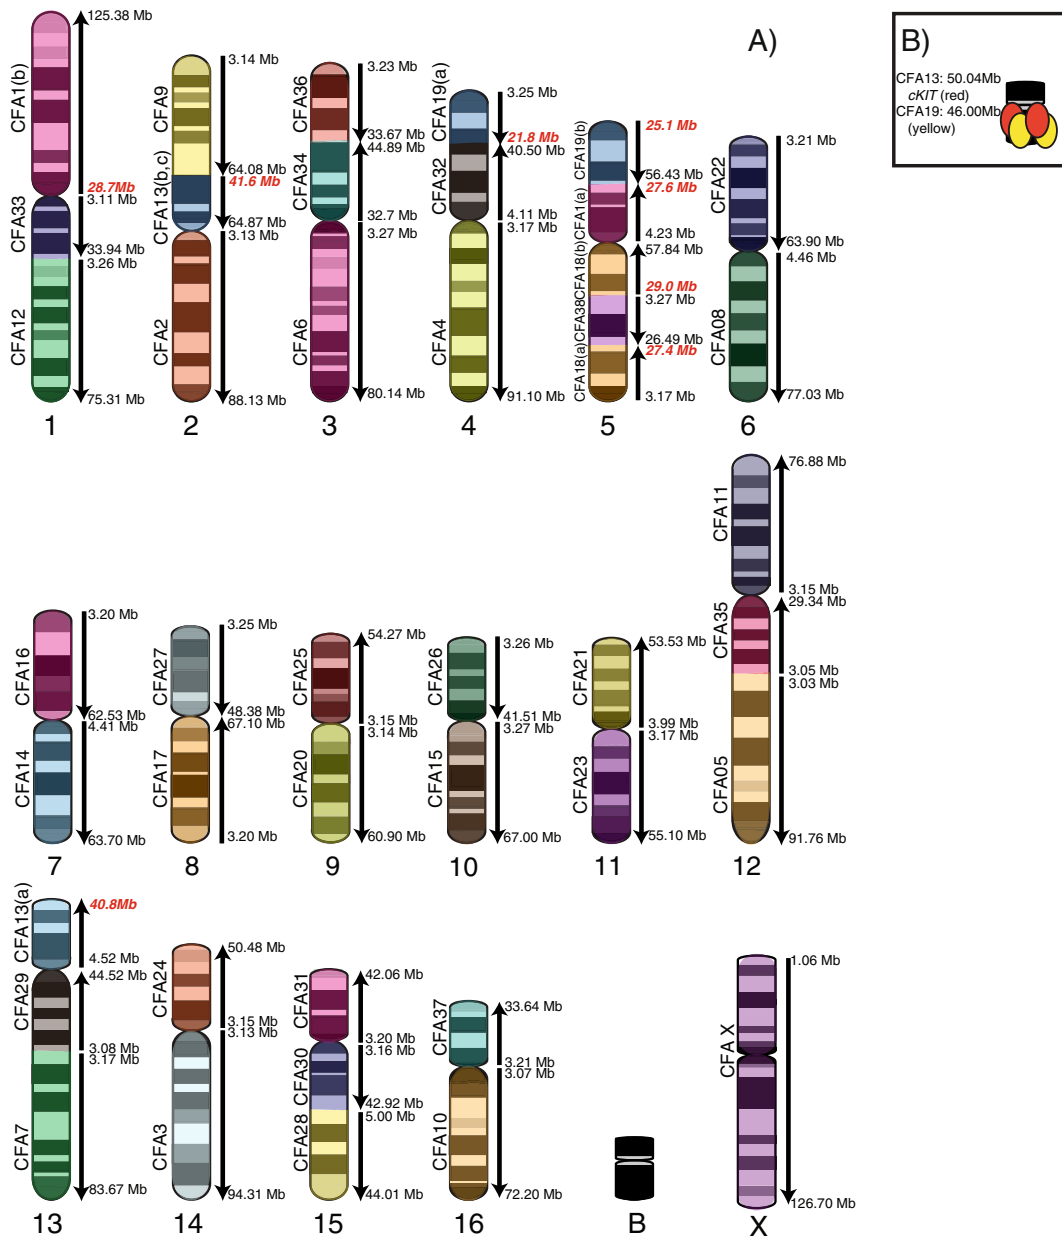 A)
B)
CFA13: 50.04Mb
cKIT (red)
CFA19: 46.00Mb
(yellow)
CFA1(b)
125.38 Mb
28.7Mb
CFA33
3.11 Mb
33.94 Mb
CFA12
3.26 Mb
75.31 Mb
1
CFA9
3.14 Mb
64.08 Mb
CFA13(b,c)
41.6 Mb
64.87 Mb
CFA2
3.13 Mb
88.13 Mb
2
CFA36
3.23 Mb
33.67 Mb
CFA34
44.89 Mb
32.7 Mb
CFA6
3.27 Mb
80.14 Mb
3
CFA19(a)
3.25 Mb
21.8 Mb
CFA32
40.50 Mb
4.11 Mb
CFA4
3.17 Mb
91.10 Mb
4
CFA19(b)
25.1 Mb
56.43 Mb
CFA1(a)
27.6 Mb
4.23 Mb
CFA18(b)
57.84 Mb
29.0 Mb
CFA38
3.27 Mb
26.49 Mb
CFA18(a)
27.4 Mb
3.17 Mb
5
CFA22
3.21 Mb
63.90 Mb
CFA08
4.46 Mb
77.03 Mb
6
CFA16
3.20 Mb
62.53 Mb
CFA14
4.41 Mb
63.70 Mb
7
CFA27
3.25 Mb
48.38 Mb
CFA17
67.10 Mb
3.20 Mb
8
CFA25
54.27 Mb
3.15 Mb
CFA20
3.14 Mb
60.90 Mb
9
CFA26
3.26 Mb
41.51 Mb
CFA15
3.27 Mb
67.00 Mb
10
CFA21
53.53 Mb
3.99 Mb
CFA23
3.17 Mb
55.10 Mb
11
CFA11
76.88 Mb
3.15 Mb
CFA35
29.34 Mb
3.05 Mb
CFA05
3.03 Mb
91.76 Mb
12
CFA13(a)
40.8Mb
4.52 Mb
CFA29
44.52 Mb
3.08 Mb
CFA7
3.17 Mb
83.67 Mb
13
CFA24
50.48 Mb
3.15 Mb
CFA3
3.13 Mb
94.31 Mb
14
CFA31
42.06 Mb
3.20 Mb
CFA30
3.16 Mb
42.92 Mb
CFA28
5.00 Mb
44.01 Mb
15
CFA37
33.64 Mb
3.21 Mb
CFA10
3.07 Mb
72.20 Mb
16
B
CFA X
1.06 Mb
126.70 Mb
X